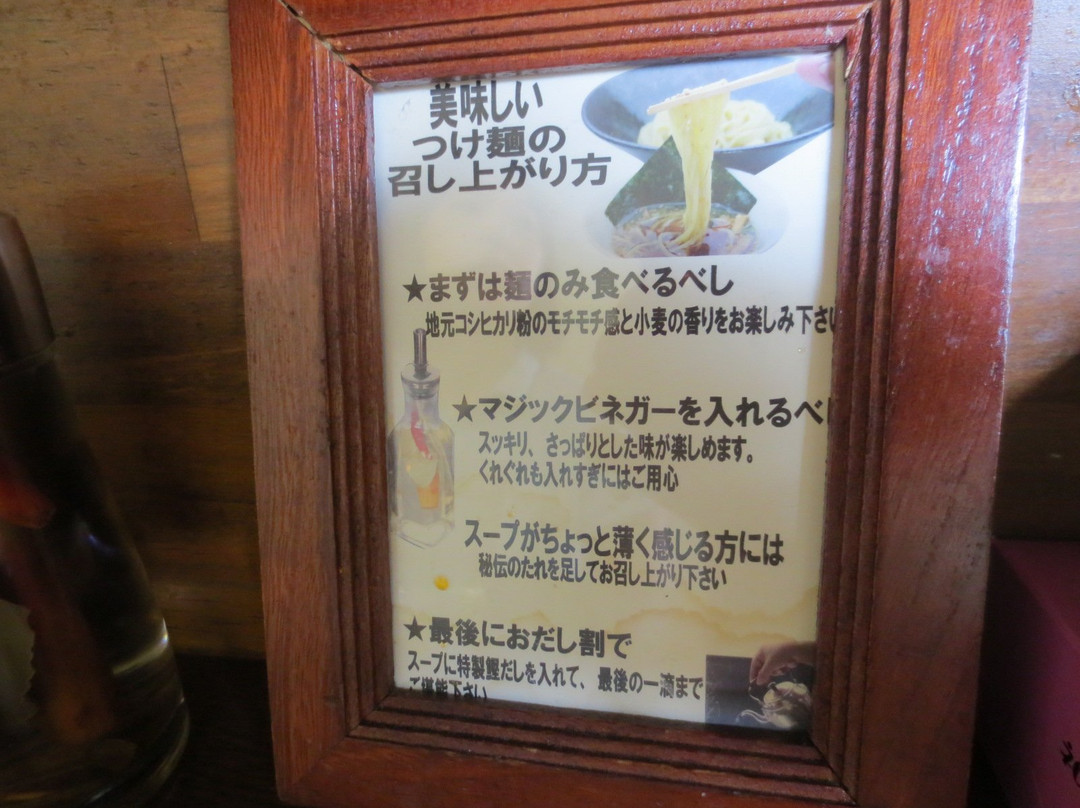 美味しい
つけ麺の
召し上がり方
★まずは麺のみ食べるべし
地元コシヒカリ粉のモチモチ感と小麦の香りをお楽しみ下さい
★マジックビネガーを入れるべし
スッキリ、さっぱりとした味が楽しめます。
くれぐれも入れすぎにはご用心
スープがちょっと薄く感じる方には
秘伝のたれを足してお召し上がり下さい
★最後におだし割で
スープに特製鰹だしを入れて、最後の一滴まで
ご堪能下さい